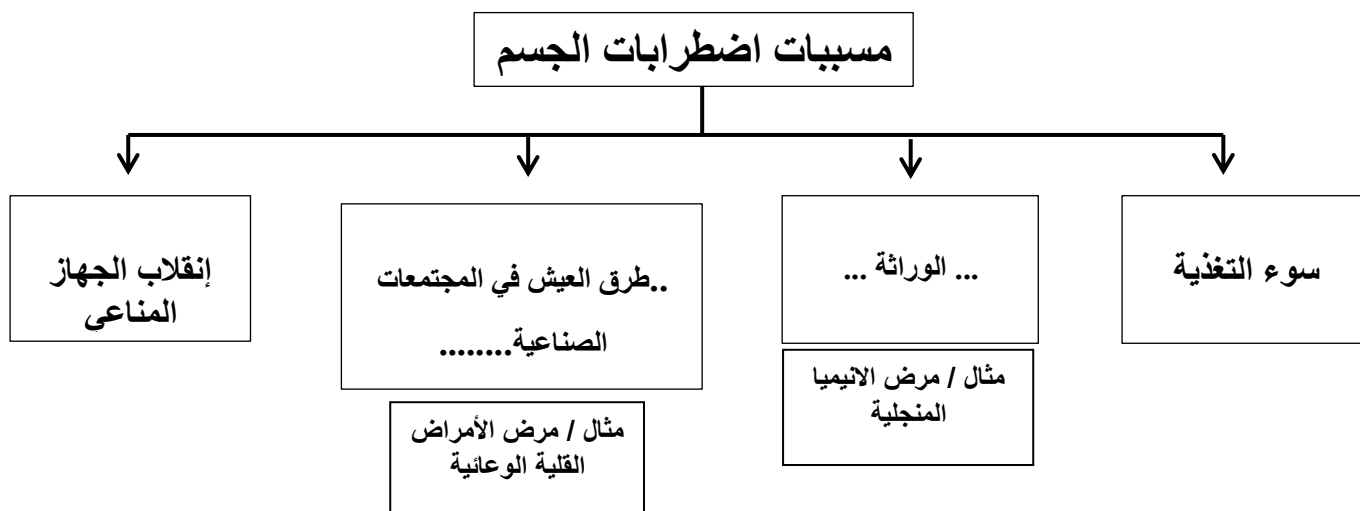 مسببات اضطرابات الجسم
سوء التغذية
... الوراثة ...
مثال / مرض الانيميا
المنجلية
..طرق العيش في المجتمعات
الصناعية........
مثال / مرض الأمراض
القلبية الوعائية
إنقلاب الجهاز
المناعي